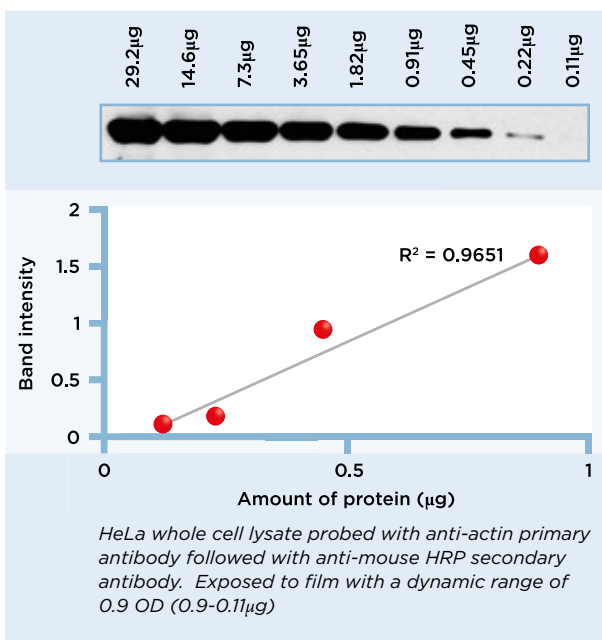 29.2µg 14.6µg 7.3µg 3.65µg 1.82µg 0.91µg 0.45µg 0.22µg 0.11µg
2
1.5
1
0.5
0
Band intensity
R² = 0.9651
0 0.5 1
Amount of protein (µg)
HeLa whole cell lysate probed with anti-actin primary
antibody followed with anti-mouse HRP secondary
antibody. Exposed to film with a dynamic range of
0.9 OD (0.9-0.11µg)